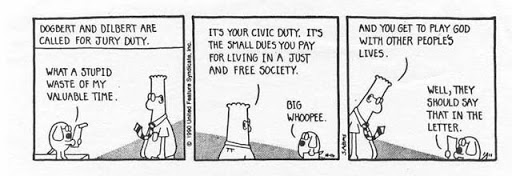 DOGBERT AND DILBERT ARE
CALLED FOR JURY DUTY.
WHAT A STUPID
WASTE OF MY
VALUABLE TIME.
© 1990 United Feature Syndicate, Inc.
IT'S YOUR CIVIC DUTY. IT'S
THE SMALL DUES YOU PAY
FOR LIVING IN A JUST
AND FREE SOCIETY.
BIG
WHOOPEE.
AND YOU GET TO PLAY GOD
WITH OTHER PEOPLE'S
LIVES.
WELL, THEY
SHOULD SAY
THAT IN THE
LETTER.
S.ADAMS